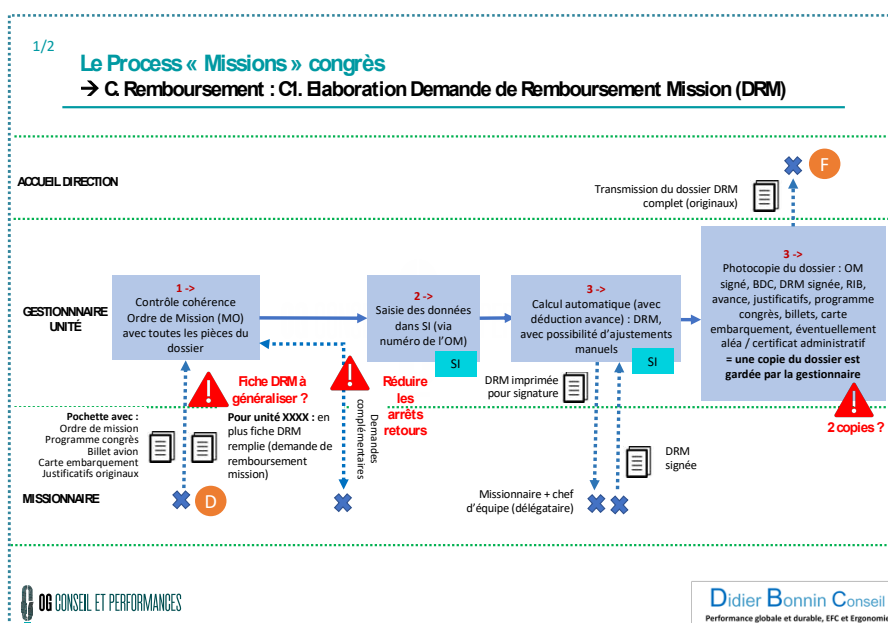 1/2
Le Process « Missions » congrès
→ C. Remboursement : C1. Elaboration Demande de Remboursement Mission (DRM)
ACCUEIL DIRECTION
Transmission du dossier DRM
complet (originaux)
F
GESTIONNNAIRE
UNITÉ
1 ->
Contrôle cohérence
Ordre de Mission (MO)
avec toutes les pièces du
dossier
2 ->
Saisie des données
dans SI (via
numéro de l'OM)
SI
3 ->
Calcul automatique (avec
déduction avance) : DRM,
avec possibilité d'ajustements
manuels
SI
3 ->
Photocopie du dossier : OM
signé, BDC, DRM signée, RIB,
avance, justificatifs, programme
congrès, billets, carte
embarquement, éventuellement
aléa / certificat administratif
= une copie du dossier est
gardée par la gestionnaire
Fiche DRM à
généraliser ?
Réduire
les
arrêts
retours
DRM imprimée
pour signature
2 copies ?
Pochette avec :
Ordre de mission
Programme congrès
Billet avion
Carte embarquement
Justificatifs originaux
Pour unité XXXX : en
plus fiche DRM
remplie (demande de
remboursement
mission)
Demandes
complémentaires
DRM
signée
MISSIONNAIRE
D
Missionnaire + chef
d'équipe (délégataire)
OG CONSEIL ET PERFORMANCES
Didier Bonnin Conseil
Performance globale et durable, EFC et Ergonomie